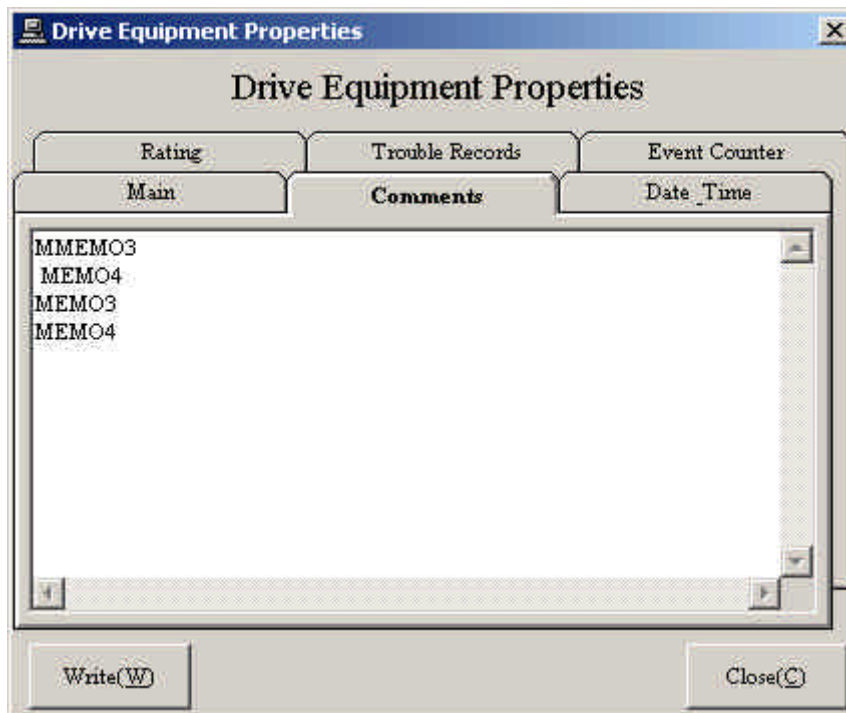 Drive Equipment Properties
Drive Equipment Properties
Rating Trouble Records Event Counter
Main Comments Date_Time
MMEMO3
MEMO4
MEMO3
MEMO4
Write(W) Close(C)